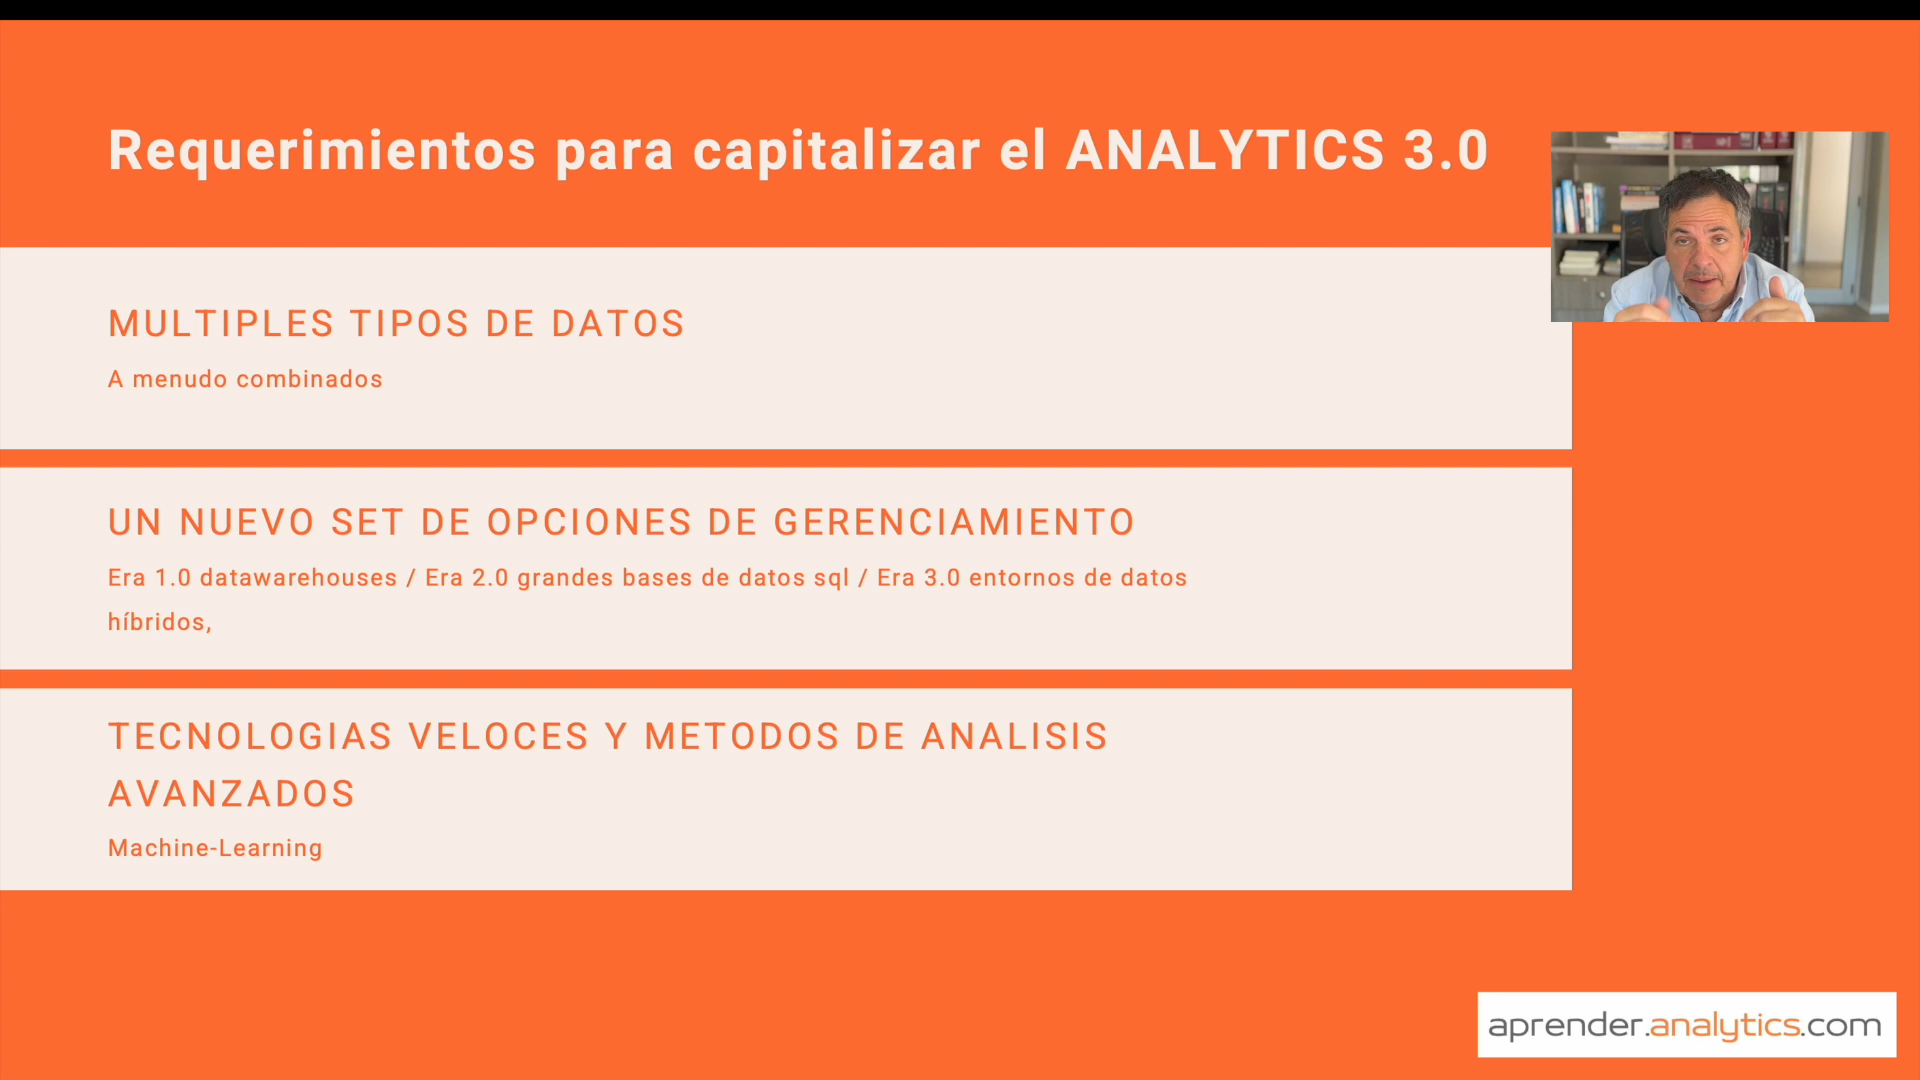 Requerimientos para capitalizar el ANALYTICS 3.0
MULTIPLES TIPOS DE DATOS
A menudo combinados
UN NUEVO SET DE OPCIONES DE GERENCIAMIENTO
Era 1.0 datawarehouses / Era 2.0 grandes bases de datos sql / Era 3.0 entornos de datos
híbridos,
TECNOLOGIAS VELOCES Y METODOS DE ANALISIS
AVANZADOS
Machine-Learning
aprender.analytics.com